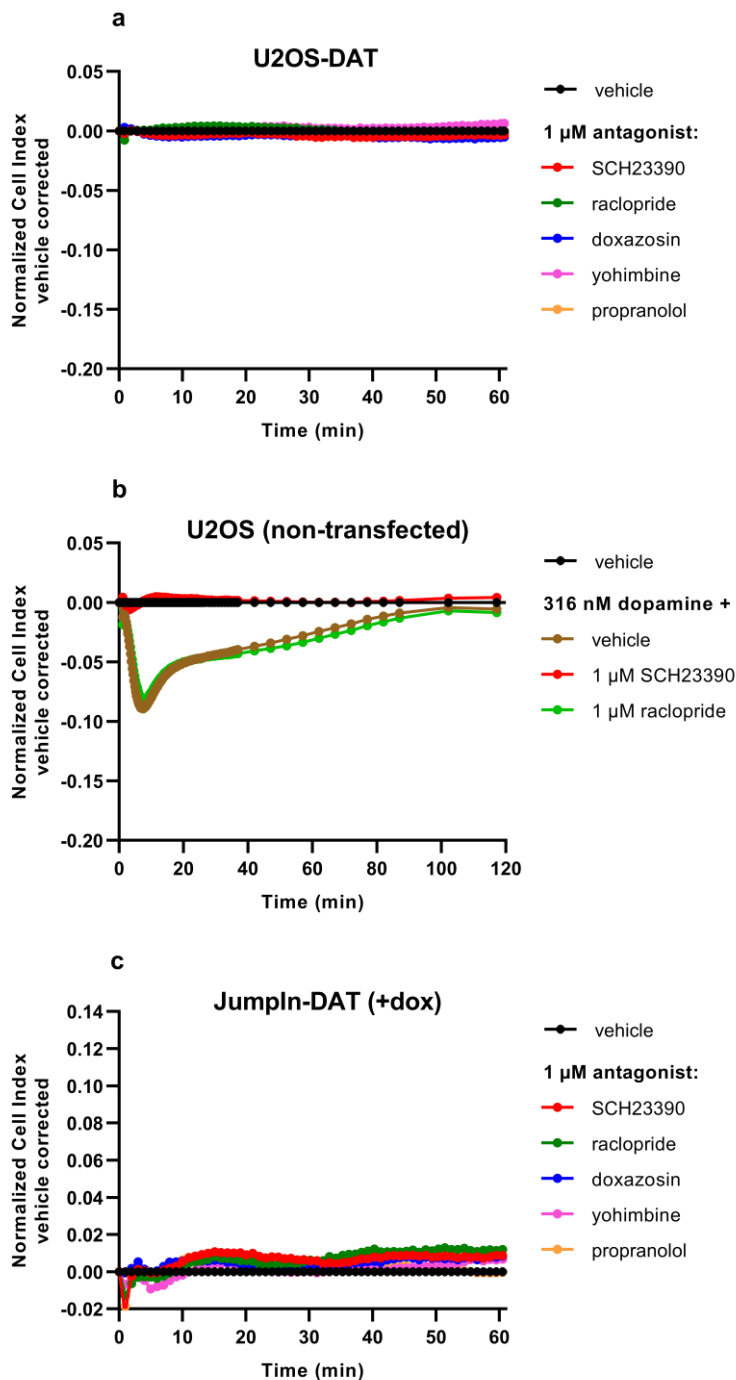 a
U2OS-DAT
0.05
0.00
-0.05
-0.10
-0.15
-0.20
Normalized Cell Index
vehicle corrected
0 10 20 30 40 50 60
Time (min)
vehicle
1 µM antagonist:
SCH23390
raclopride
doxazosin
yohimbine
propranolol
b
U2OS (non-transfected)
0.05
0.00
-0.05
-0.10
-0.15
-0.20
Normalized Cell Index
vehicle corrected
0 20 40 60 80 100 120
Time (min)
vehicle
316 nM dopamine +
vehicle
1 µM SCH23390
1 µM raclopride
c
JumpIn-DAT (+dox)
0.14
0.12
0.10
0.08
0.06
0.04
0.02
0.00
-0.02
Normalized Cell Index
vehicle corrected
0 10 20 30 40 50 60
Time (min)
vehicle
1 µM antagonist:
SCH23390
raclopride
doxazosin
yohimbine
propranolol